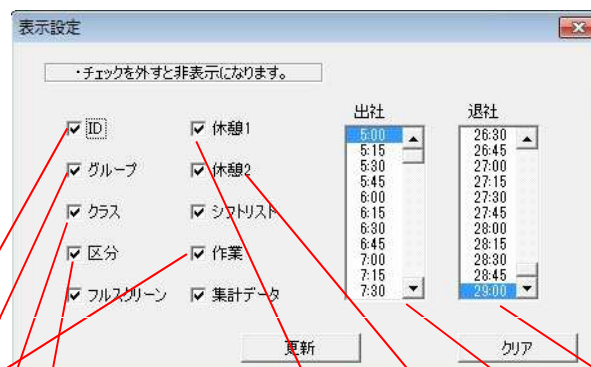 表示設定
・チェックを外すと非表示になります。
ID
休憩1
グループ
休憩2
クラス
シフトリスト
区分
作業
フルスクリーン
集計データ
出社
5:00
5:15
5:30
5:45
6:00
6:15
6:30
6:45
7:00
7:15
7:30
退社
26:30
26:45
27:00
27:15
27:30
27:45
28:00
28:15
28:30
28:45
29:00
更新
クリア